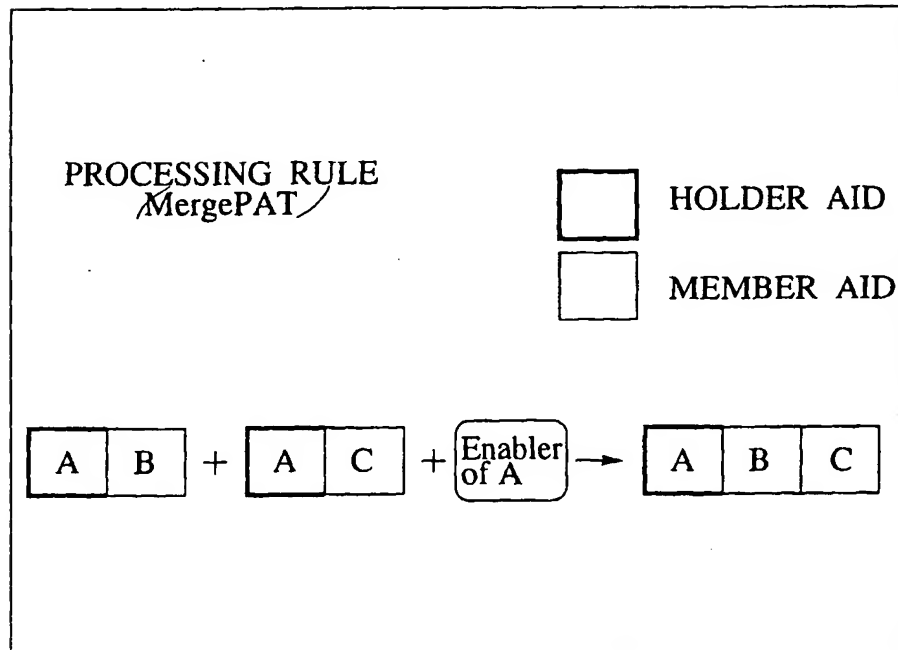 PROCESSING RULE
MergePAT
HOLDER AID
MEMBER AID
A B + A C + Enabler of A → A B C